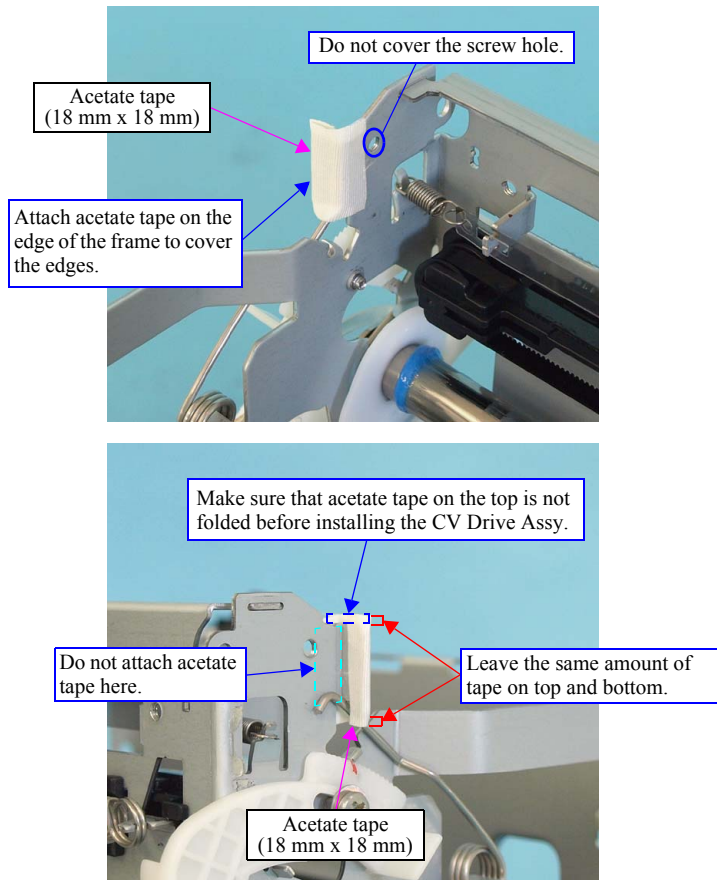 Do not cover the screw hole.
Acetate tape
(18 mm x 18 mm)
Attach acetate tape on the
edge of the frame to cover
the edges.
Make sure that acetate tape on the top is not
folded before installing the CV Drive Assy.
Do not attach acetate
tape here.
Leave the same amount of
tape on top and bottom.
Acetate tape
(18 mm x 18 mm)